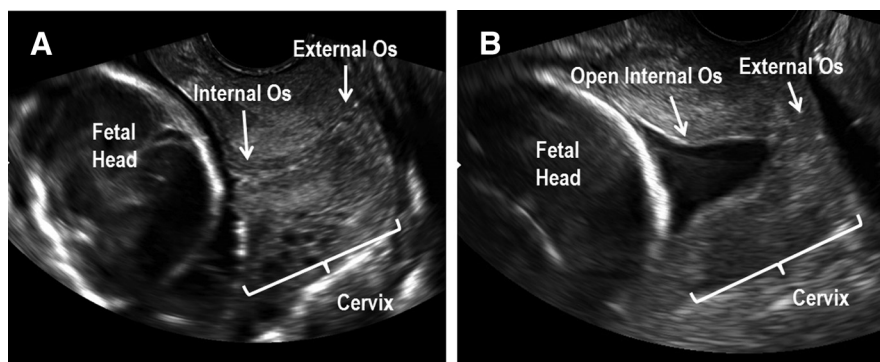 A
External Os
Internal Os
Fetal
Head
Cervix
B
Open Internal Os
External Os
Fetal
Head
Cervix